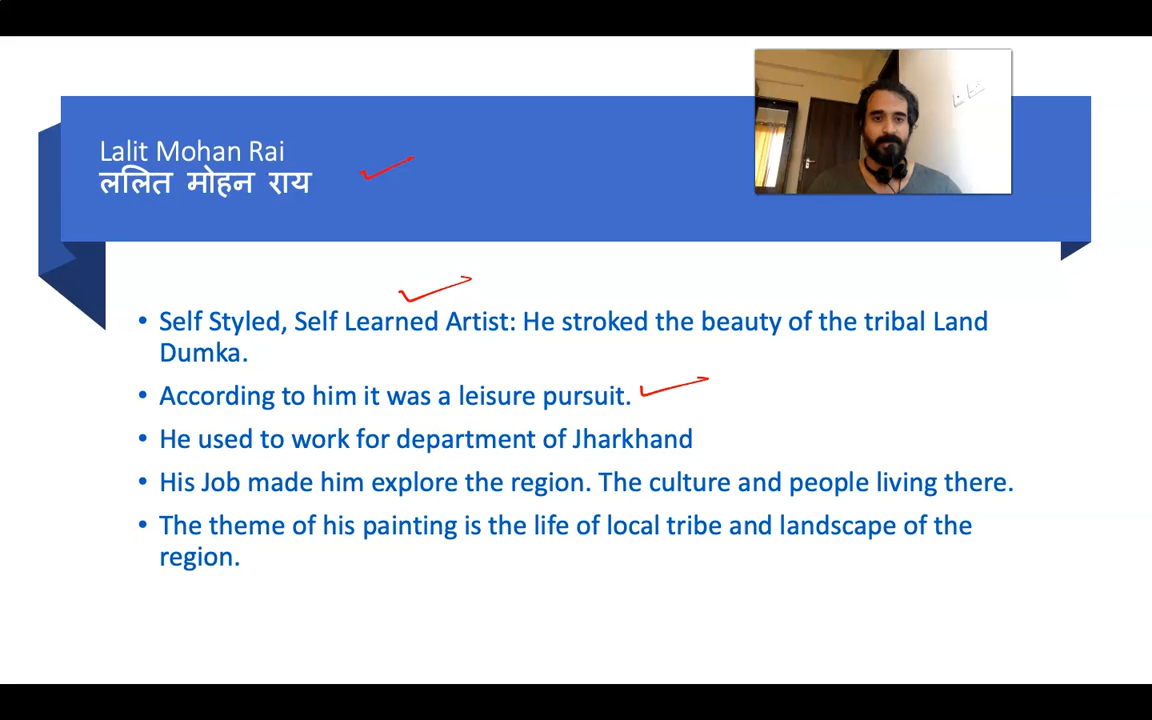 Lalit Mohan Rai
ललित मोहन राय
• Self Styled, Self Learned Artist: He stroked the beauty of the tribal Land
Dumka.
• According to him it was a leisure pursuit.
• He used to work for department of Jharkhand
• His Job made him explore the region. The culture and people living there.
• The theme of his painting is the life of local tribe and landscape of the
region.